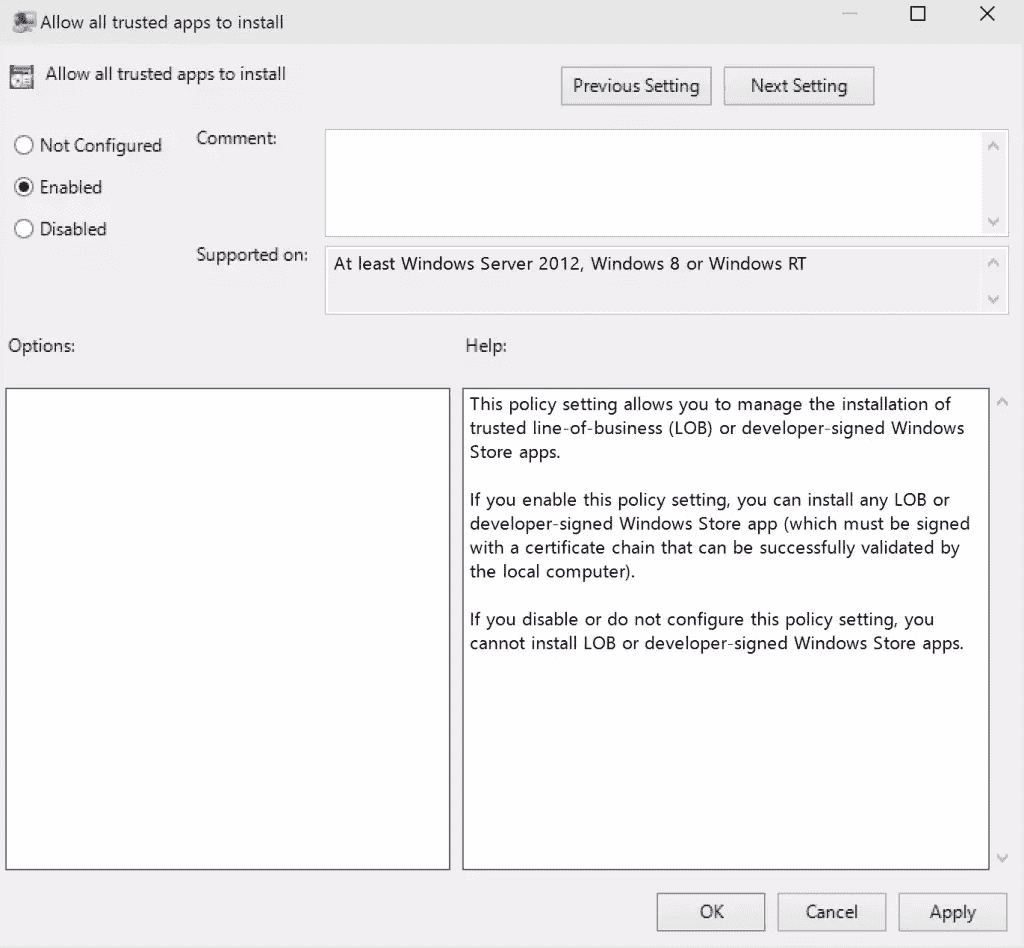 Allow all trusted apps to install
Allow all trusted apps to install
Previous Setting
Next Setting
Not Configured
Enabled
Disabled
Comment:
Supported on:
At least Windows Server 2012, Windows 8 or Windows RT
Options:
Help:
This policy setting allows you to manage the installation of
trusted line-of-business (LOB) or developer-signed Windows
Store apps.
If you enable this policy setting, you can install any LOB or
developer-signed Windows Store app (which must be signed
with a certificate chain that can be successfully validated by
the local computer).
If you disable or do not configure this policy setting, you
cannot install LOB or developer-signed Windows Store apps.
OK
Cancel
Apply